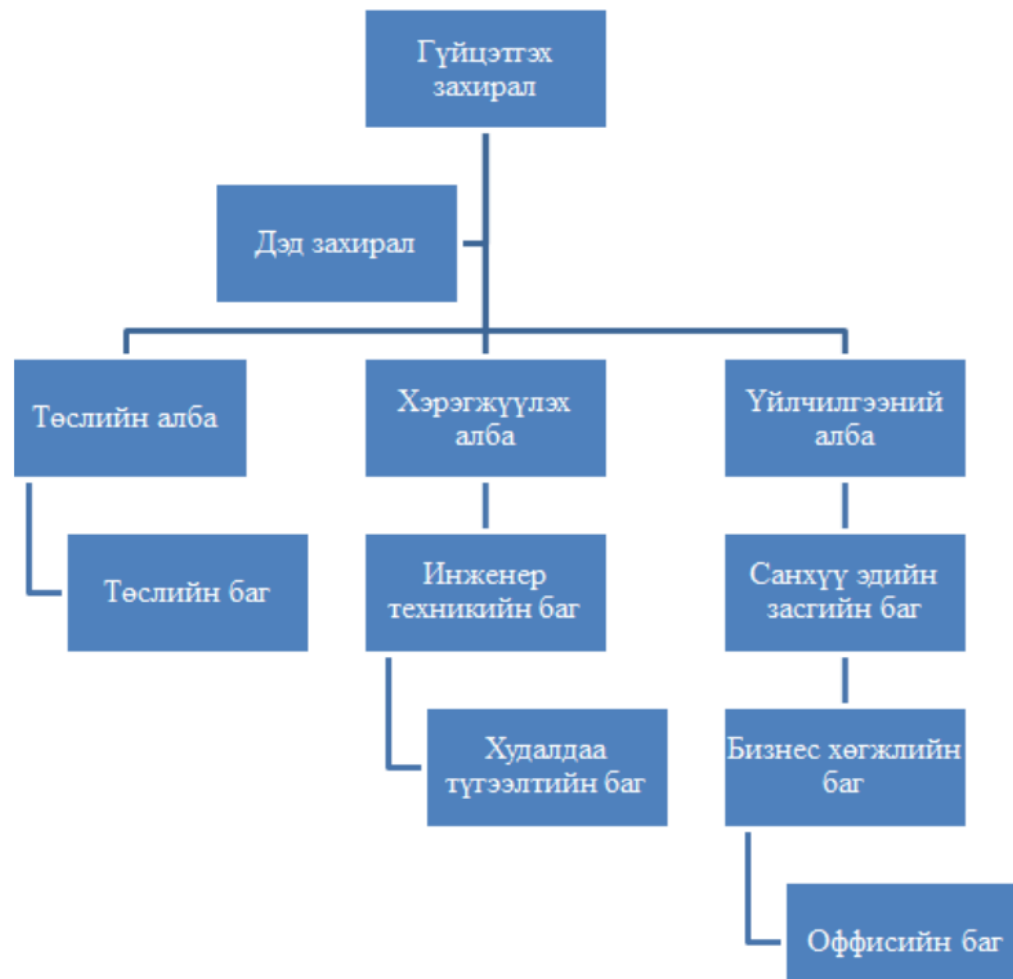 Гүйцэтгэх
захирал
Дэд захирал
Төслийн алба
Хэрэгжүүлэх
алба
Үйлчилгээний
алба
Төслийн баг
Инженер
техникийн баг
Санхүү эдийн
засгийн баг
Худалдаа
түгээлтийн баг
Бизнес хөгжлийн
баг
Оффисийн баг